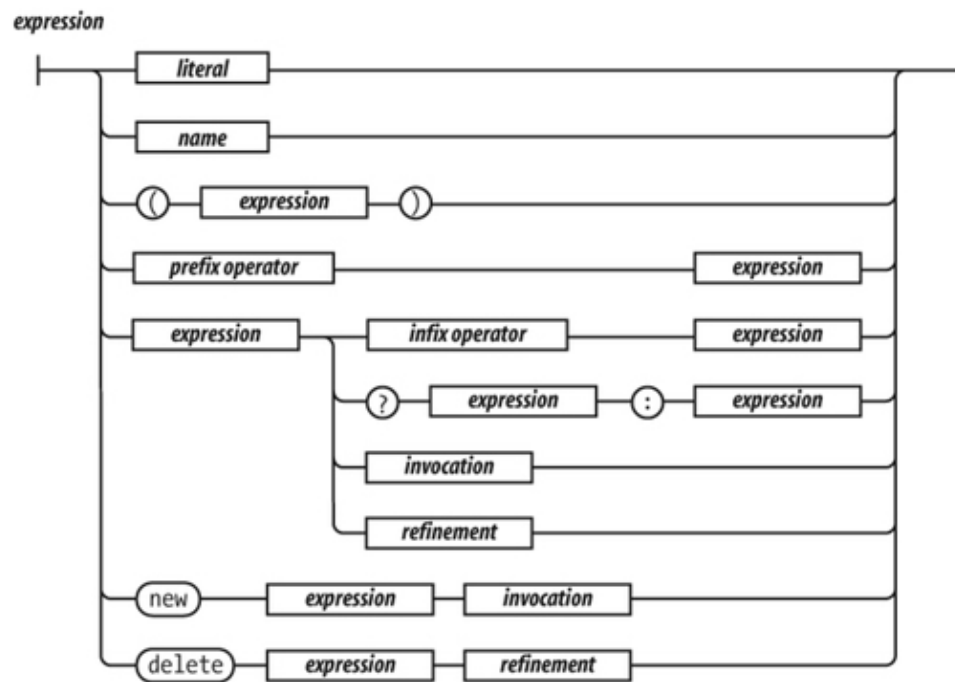 expression
literal
name
( expression )
prefix operator expression
expression infix operator expression
? expression : expression
invocation
refinement
new expression invocation
delete expression refinement